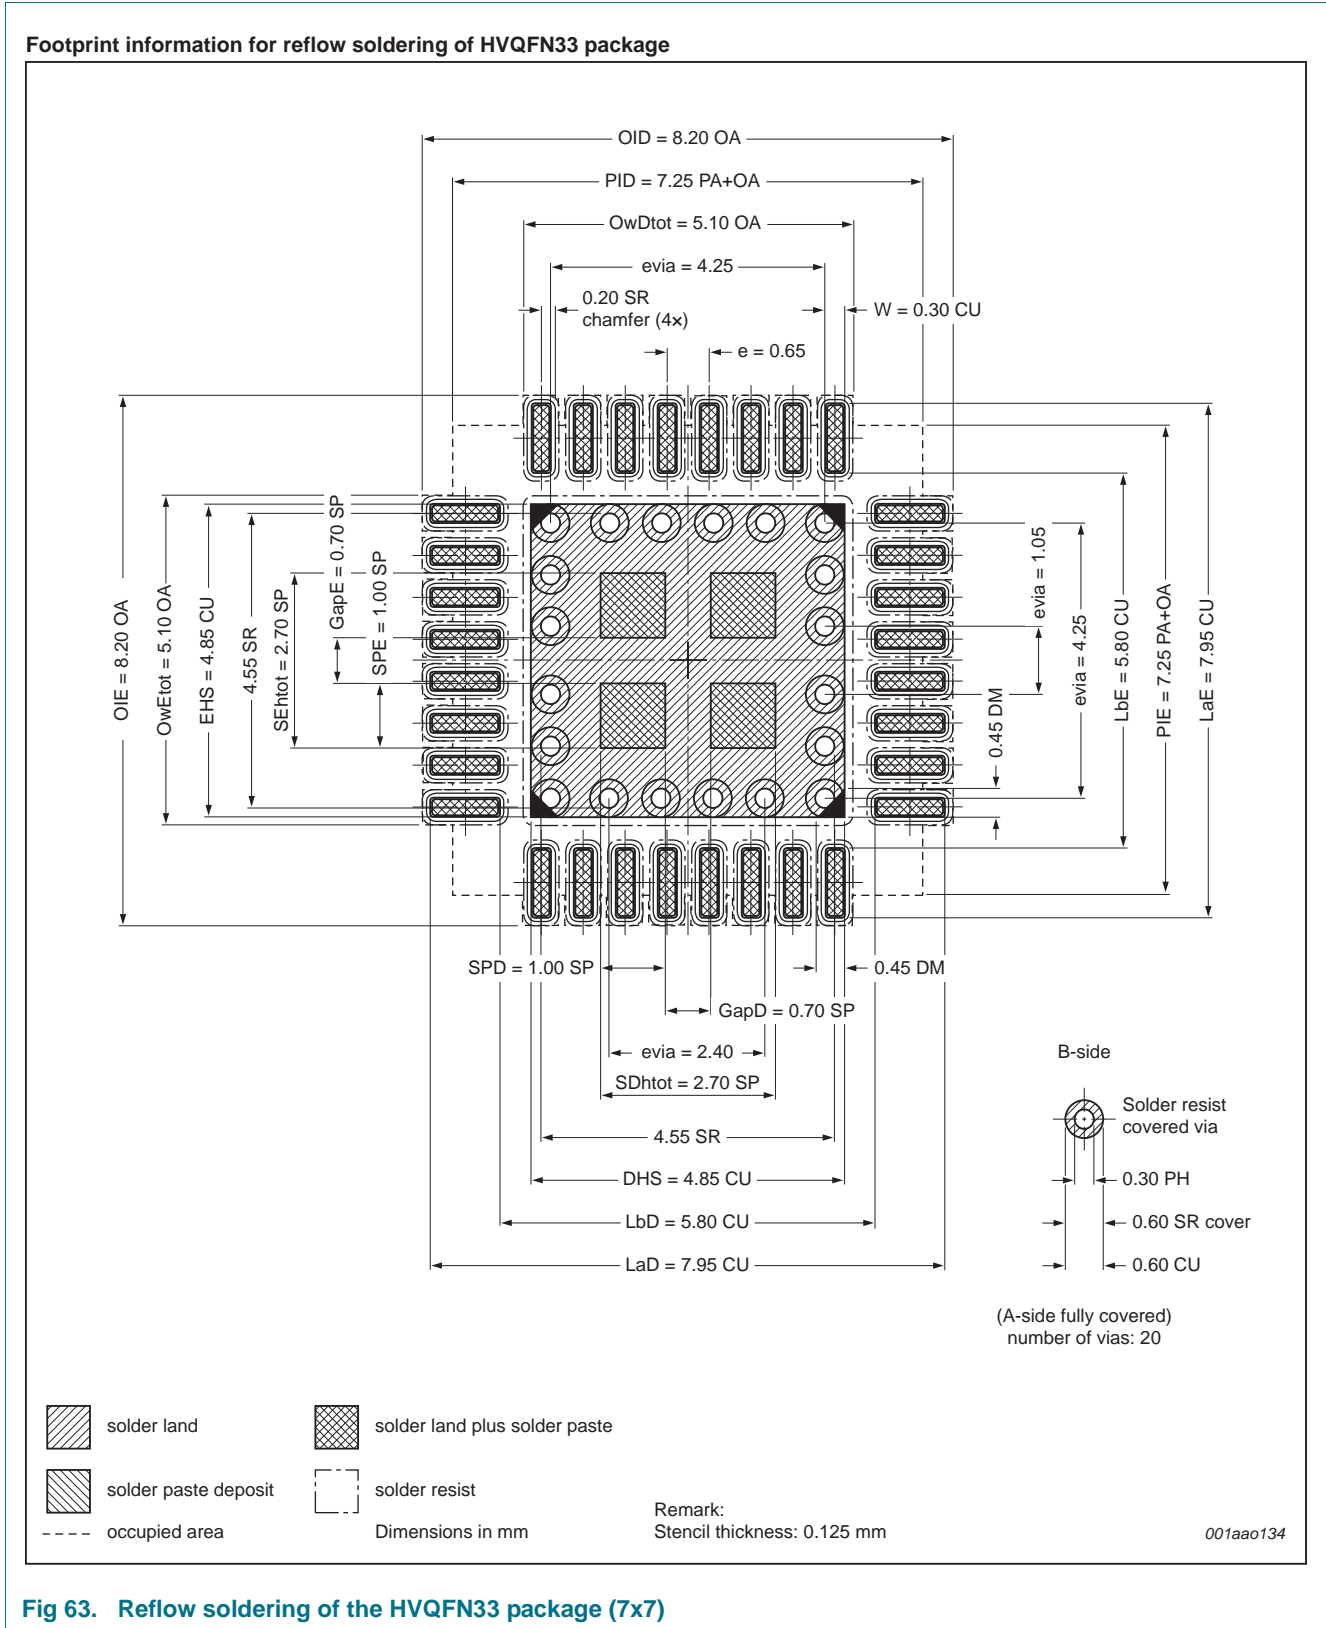 Footprint information for reflow soldering of HVQFN33 package
OID = 8.20 OA
PID = 7.25 PA+OA
OwDtot = 5.10 OA
evia = 4.25
0.20 SR
chamfer (4×)
W = 0.30 CU
e = 0.65
OIE = 8.20 OA
OwEtot = 5.10 OA
EHS = 4.85 CU
4.55 SR
SEhtot = 2.70 SP
GapE = 0.70 SP
SPE = 1.00 SP
0.45 DM
evia = 1.05
evia = 4.25
LbE = 5.80 CU
PIE = 7.25 PA+OA
LaE = 7.95 CU
SPD = 1.00 SP
0.45 DM
GapD = 0.70 SP
evia = 2.40
SDhtot = 2.70 SP
4.55 SR
DHS = 4.85 CU
LbD = 5.80 CU
LaD = 7.95 CU
B-side
Solder resist
covered via
0.30 PH
0.60 SR cover
0.60 CU
(A-side fully covered)
number of vias: 20
solder land
solder land plus solder paste
solder paste deposit
solder resist
occupied area
Dimensions in mm
Remark:
Stencil thickness: 0.125 mm
001aao134
Fig 63. Reflow soldering of the HVQFN33 package (7x7)